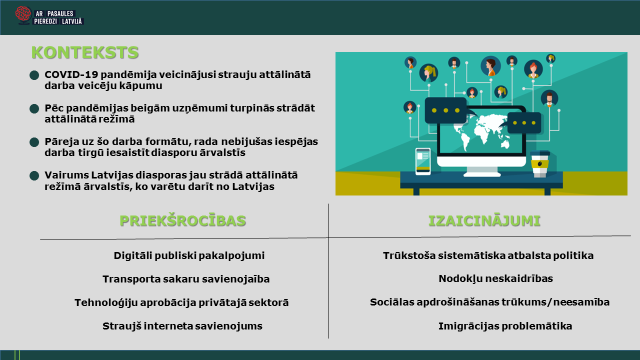 AR PASAULES
PIEREDZI LATVIJĀ
KONTEKSTS
COVID-19 pandēmija veicinājusi strauju attālinātā
darba veicēju kāpumu
Pēc pandēmijas beigām uzņēmumi turpinās strādāt
attālinātā režīmā
Pāreja uz šo darba formātu, rada nebijušas iespējas
darba tirgū iesaistīt diasporu ārvalstīs
Vairums Latvijas diasporas jau strādā attālinātā
režīmā ārvalstīs, ko varētu darīt no Latvijas
PRIEKŠROCĪBAS
Digitāli publiski pakalpojumi
Transporta sakaru savienojaība
Tehnoloģiju aprobācija privātajā sektorā
Straujš interneta savienojums
IZAICINĀJUMI
Trūkstoša sistemātiska atbalsta politika
Nodokļu neskaidrības
Sociālas apdrošināšanas trūkums/neesamība
Imigrācijas problemātika